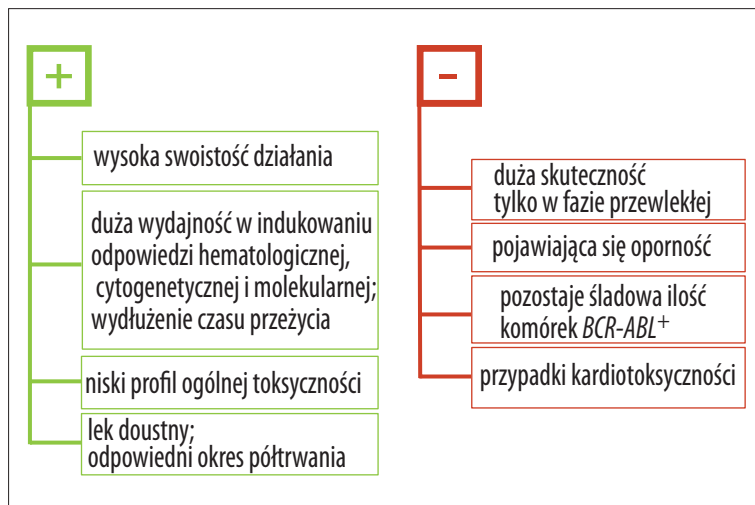 +
wysoka swoistość działania
duża wydajność w indukowaniu
odpowiedzi hematologicznej,
cytogenetycznej i molekularnej;
wydłużenie czasu przeżycia
niski profil ogólnej toksyczności
lek doustny;
odpowiedni okres półtrwania
-
duża skuteczność
tylko w fazie przewlekłej
pojawiająca się oporność
pozostaje śladowa ilość
komórek BCR-ABL⁺
przypadki kardiotoksyczności